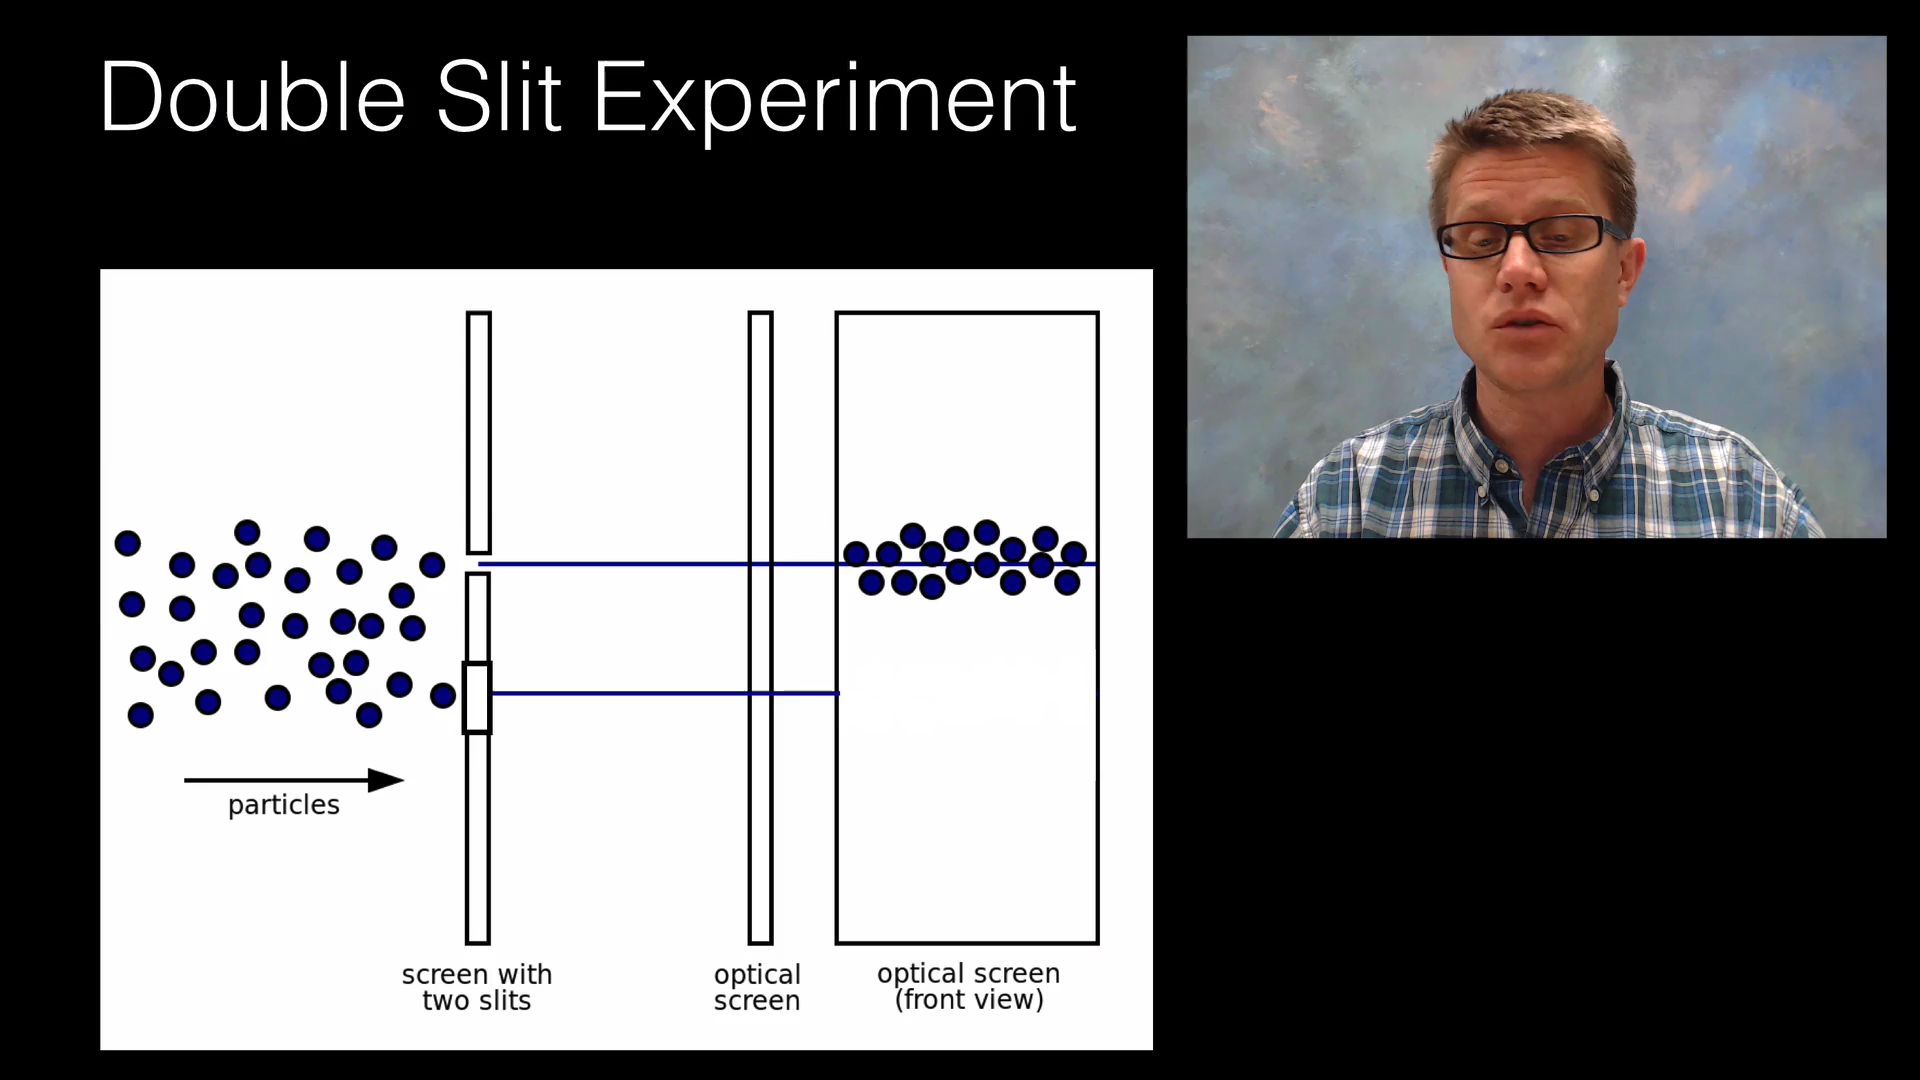 Double Slit Experiment
particles
screen with
two slits
optical
screen
optical screen
(front view)